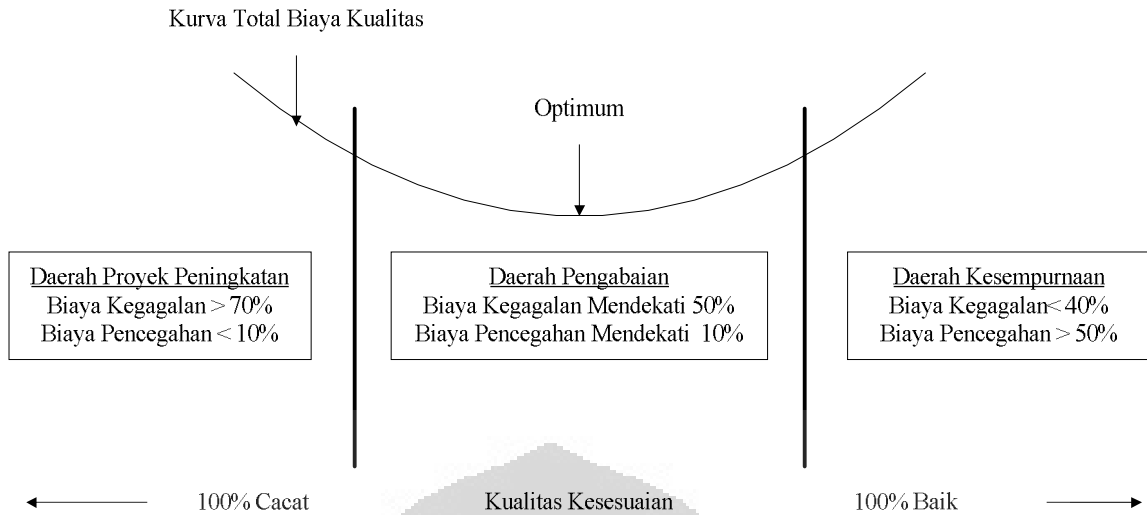 Kurva Total Biaya Kualitas
Optimum
Daerah Proyek Peningkatan
Biaya Kegagalan > 70%
Biaya Pencegahan < 10%
Daerah Pengabaian
Biaya Kegagalan Mendekati 50%
Biaya Pencegahan Mendekati 10%
Daerah Kesempurnaan
Biaya Kegagalan< 40%
Biaya Pencegahan > 50%
100% Cacat
Kualitas Kesesuaian
100% Baik